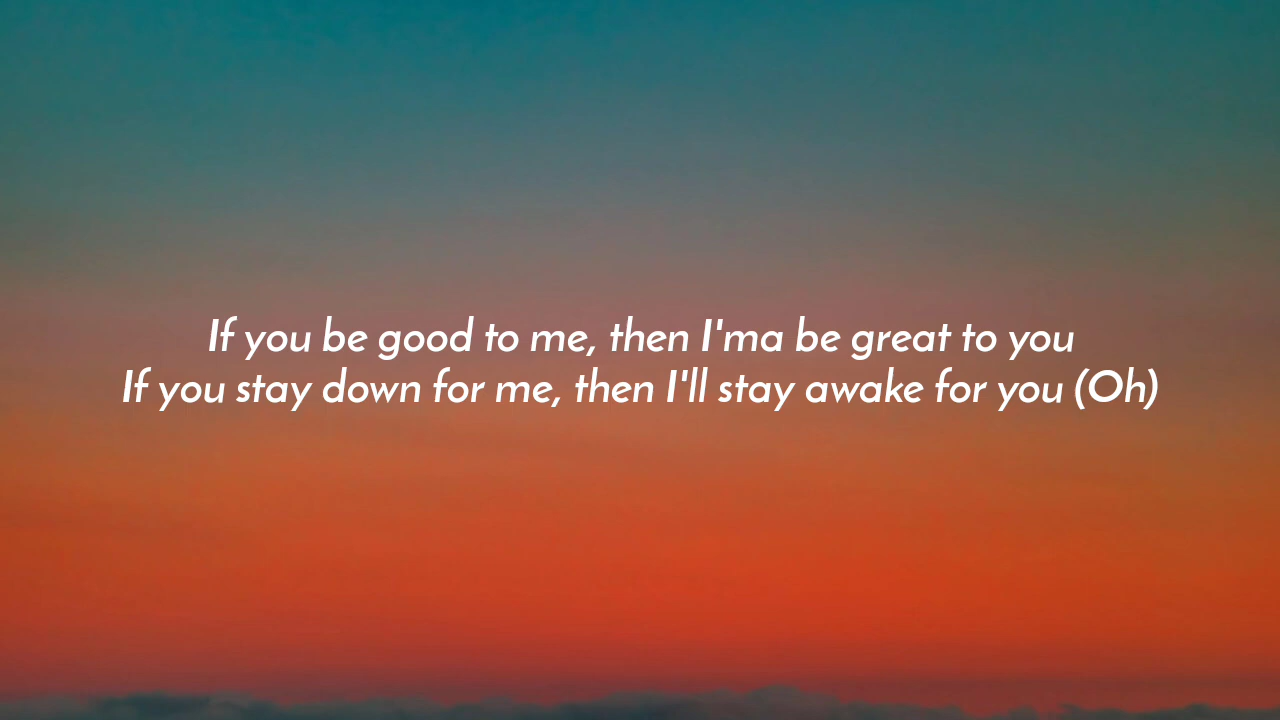 If you be good to me, then I'ma be great to you
If you stay down for me, then I'll stay awake for you (Oh)